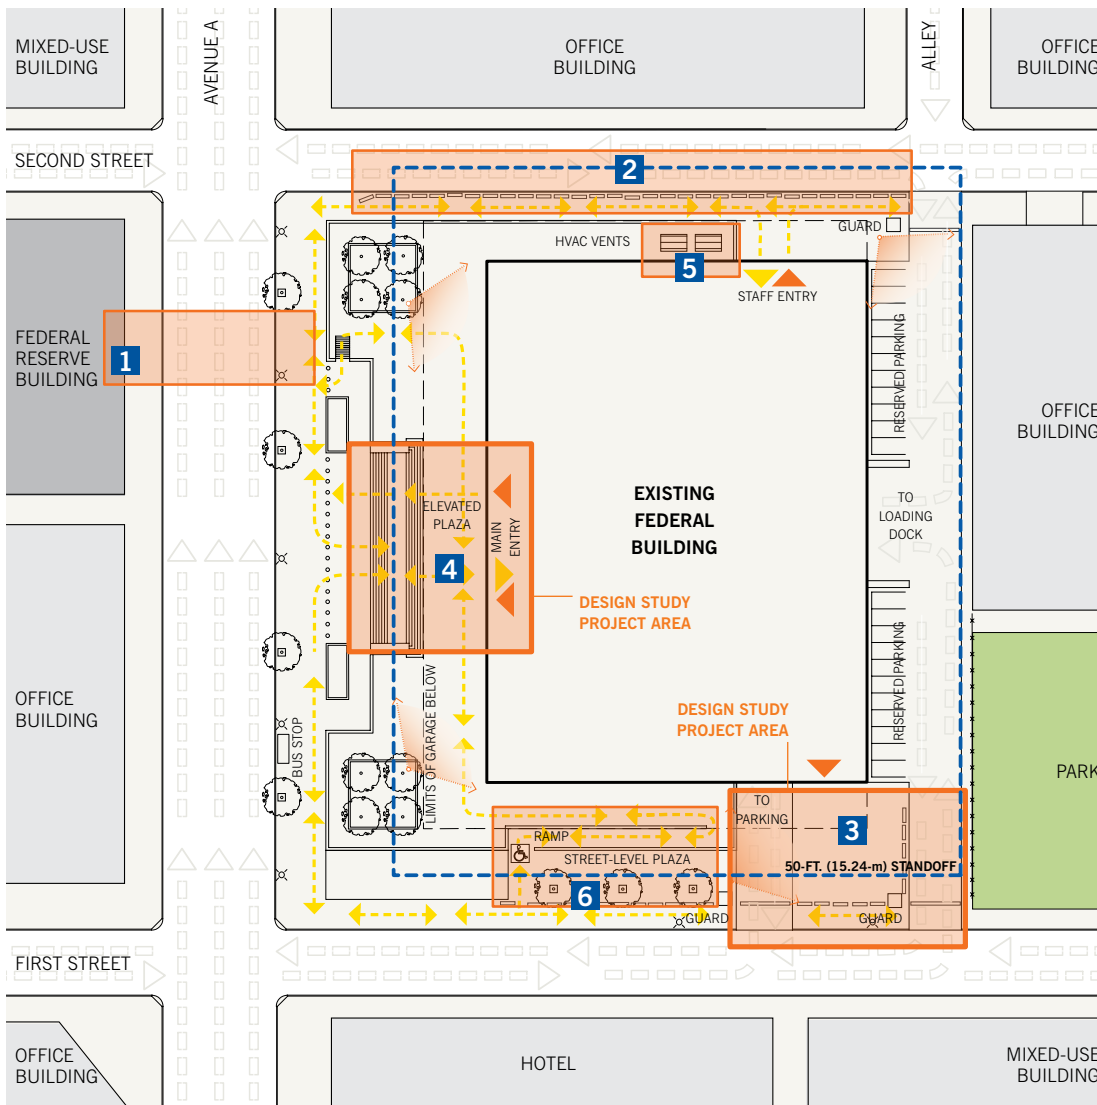 MIXED-USE
BUILDING
AVENUE A
OFFICE
BUILDING
ALLEY
OFFICE
BUILDING
SECOND STREET
2
HVAC VENTS
GUARD
5
STAFF ENTRY
FEDERAL
RESERVE
BUILDING
1
RESERVED PARKING
OFFICE
BUILDING
EXISTING
FEDERAL
BUILDING
ELEVATED
PLAZA
MAIN
ENTRY
TO
LOADING
DOCK
4
DESIGN STUDY
PROJECT AREA
OFFICE
BUILDING
BUS STOP
LIMITS OF GARAGE BELOW
RESERVED PARKING
DESIGN STUDY
PROJECT AREA
PARK
TO
PARKING
3
RAMP
STREET-LEVEL PLAZA
50-FT. (15.24-m) STANDOFF
6
GUARD
GUARD
FIRST STREET
OFFICE
BUILDING
HOTEL
MIXED-USE
BUILDING